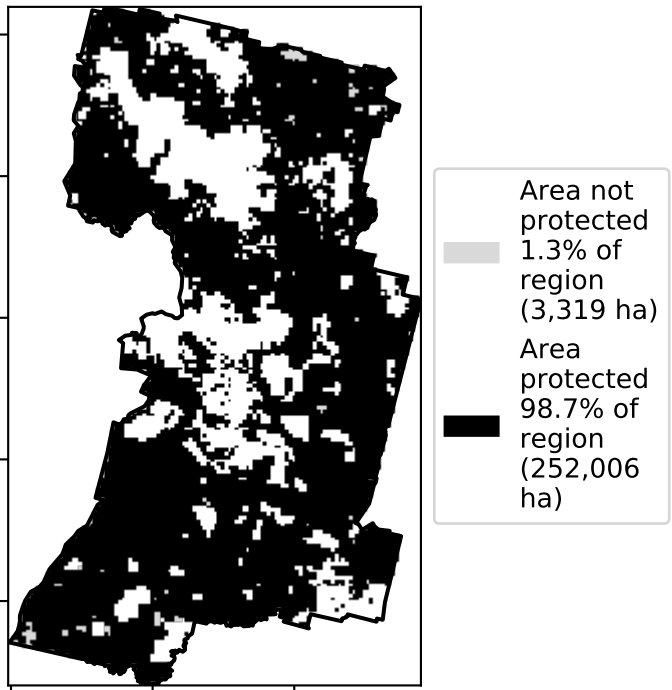 Area not
protected
1.3% of
region
(3,319 ha)
Area
protected
98.7% of
region
(252,006
ha)